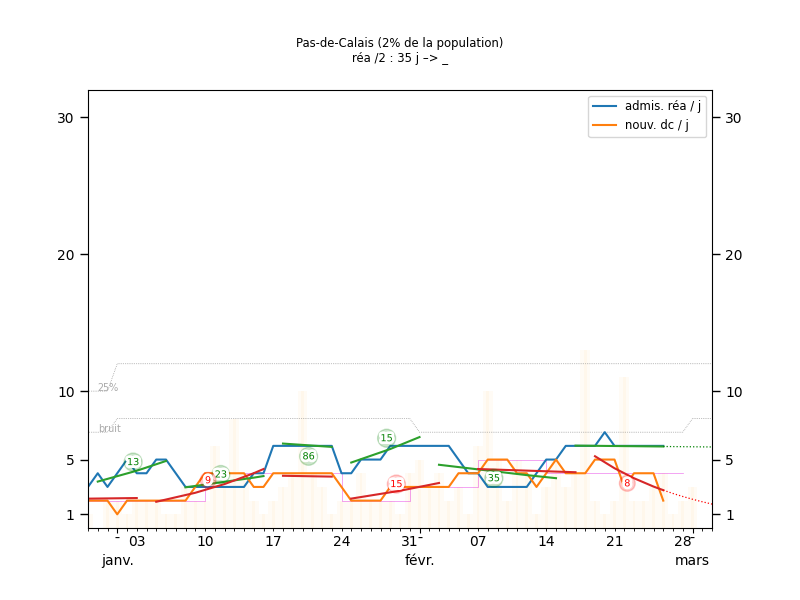 Pas-de-Calais (2% de la population)
réa /2 : 35 j –> _
admis. réa / j
nouv. dc / j
30 30
20 20
10 10
5 5
1 1
25%
bruit
13
9
23
86
15
15
35
8
03 10 17 24 31 07 14 21 28
janv. févr. mars